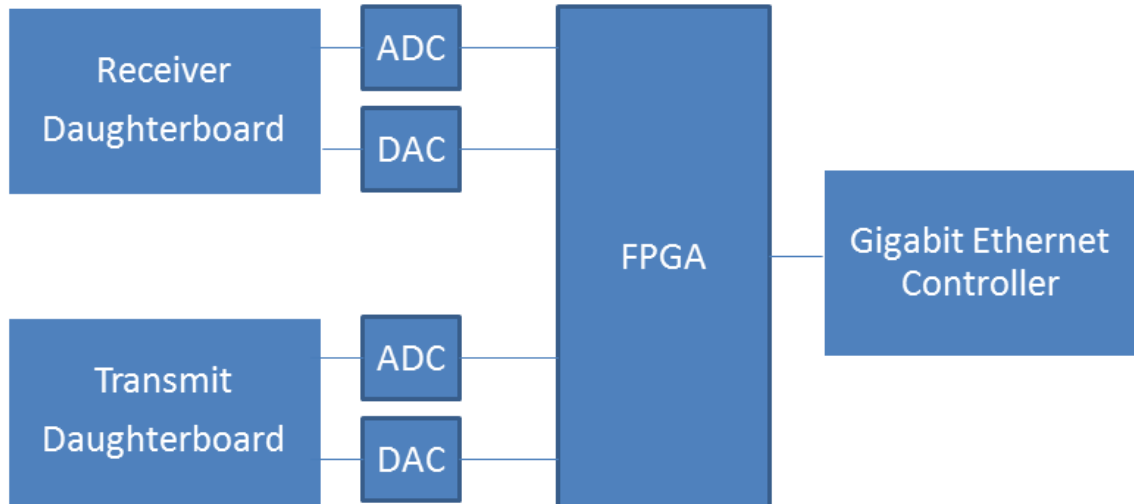 Receiver
Daughterboard
ADC
DAC
FPGA
Gigabit Ethernet
Controller
Transmit
Daughterboard
ADC
DAC